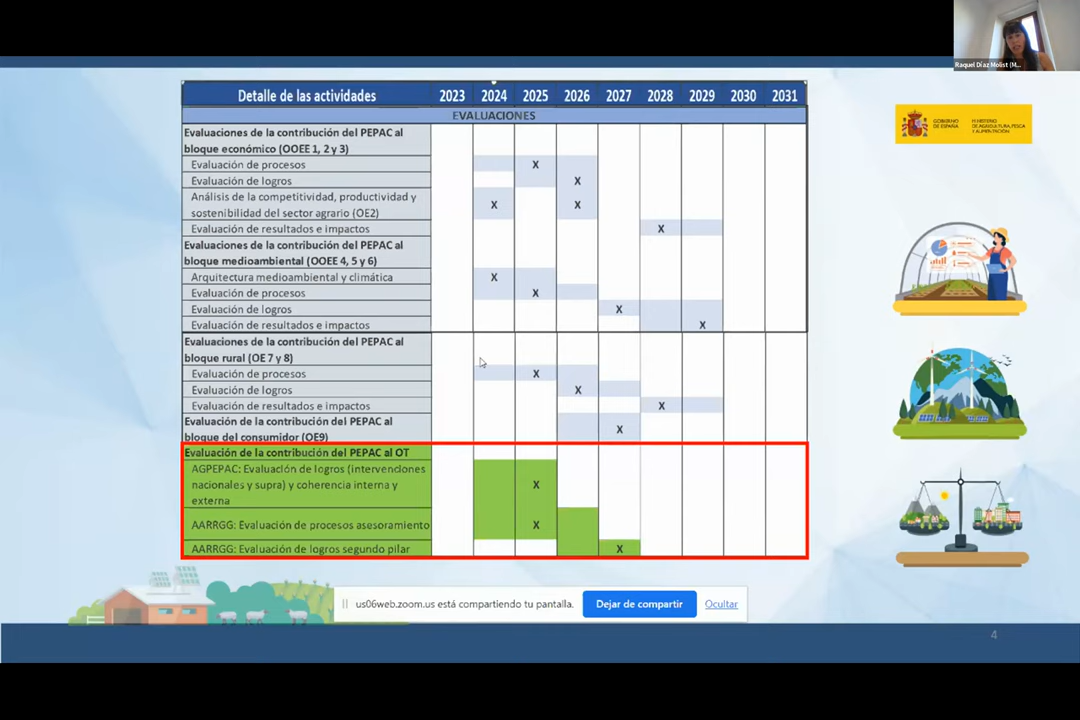 Raquel Díaz Molist (M...
Detalle de las actividades 2023 2024 2025 2026 2027 2028 2029 2030 2031
EVALUACIONES
Evaluaciones de la contribución del PEPAC al
bloque económico (OOEE 1, 2 y 3)
Evaluación de procesos X
Evaluación de logros X
Análisis de la competitividad, productividad y
sostenibilidad del sector agrario (OE2) X X
Evaluación de resultados e impactos X
Evaluaciones de la contribución del PEPAC al
bloque medioambiental (OOEE 4, 5 y 6)
Arquitectura medioambiental y climática X
Evaluación de procesos X
Evaluación de logros X
Evaluación de resultados e impactos X
Evaluaciones de la contribución del PEPAC al
bloque rural (OE 7 y 8)
Evaluación de procesos X
Evaluación de logros X
Evaluación de resultados e impactos X
Evaluación de la contribución del PEPAC al
bloque del consumidor (OE9) X
Evaluación de la contribución del PEPAC al OT
AGPEPAC: Evaluación de logros (intervenciones
nacionales y supra) y coherencia interna y X
externa
AARRGG: Evaluación de procesos asesoramiento X
AARRGG: Evaluación de logros segundo pilar X
GOBIERNO
DE ESPAÑA
MINISTERIO
DE AGRICULTURA, PESCA
Y ALIMENTACIÓN
us06web.zoom.us está compartiendo tu pantalla.
Dejar de compartir
Ocultar
4